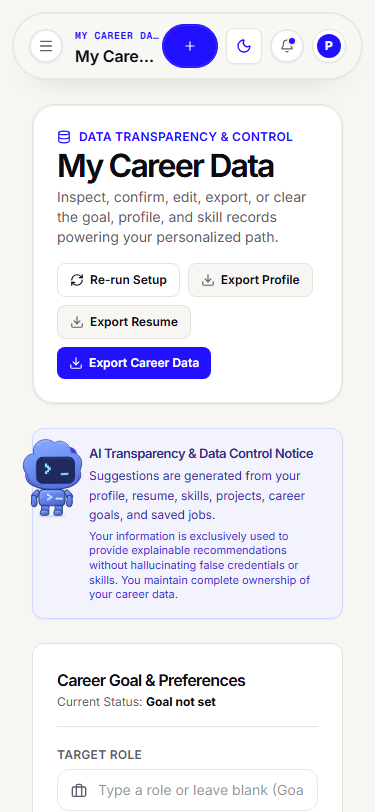 MY CAREER DA…
My Care…
P
DATA TRANSPARENCY & CONTROL
My Career Data
Inspect, confirm, edit, export, or clear
the goal, profile, and skill records
powering your personalized path.
Re-run Setup
Export Profile
Export Resume
Export Career Data
AI Transparency & Data Control Notice
Suggestions are generated from your
profile, resume, skills, projects, career
goals, and saved jobs.
Your information is exclusively used to
provide explainable recommendations
without hallucinating false credentials or
skills. You maintain complete ownership of
your career data.
Career Goal & Preferences
Current Status: Goal not set
TARGET ROLE
Type a role or leave blank (Goa